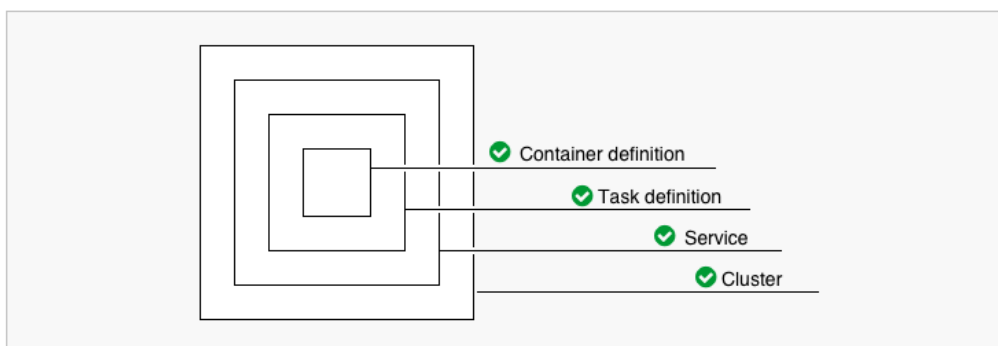 Container definition
Task definition
Service
Cluster